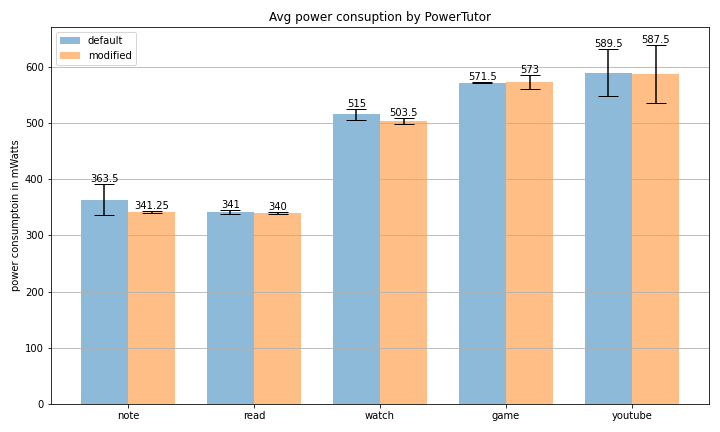 Avg power consuption by PowerTutor
default
modified
power consumptoin in mWatts
600
500
400
300
200
100
0
363.5
341.25
341
340
515
503.5
571.5
573
589.5
587.5
note
read
watch
game
youtube